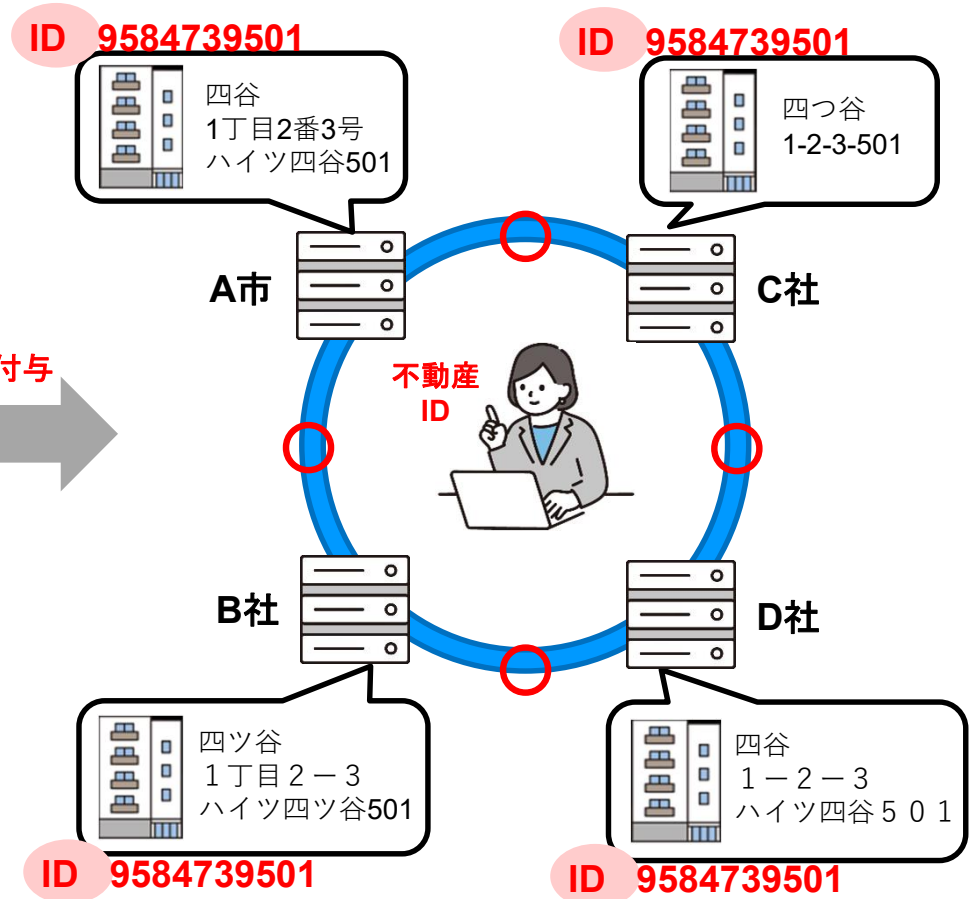 ID 9584739501
四谷
1丁目2番3号
ハイツ四谷501
A市
ID 9584739501
四つ谷
1-2-3-501
C社
付与
不動産
ID
B社
四ツ谷
１丁目２－３
ハイツ四ツ谷501
ID 9584739501
D社
四谷
１－２－３
ハイツ四谷５０１
ID 9584739501